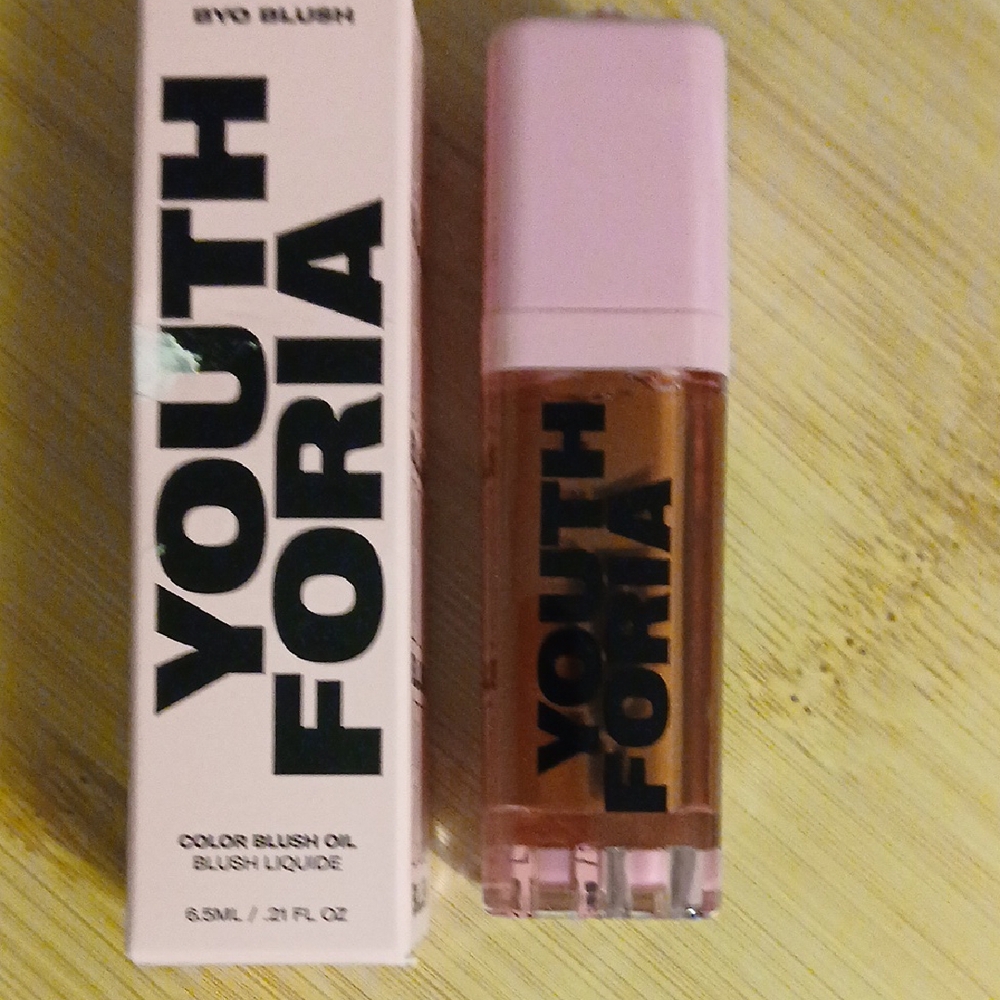 BYO BLUSH
YOUTH
FORIA
COLOR BLUSH OIL
BLUSH LIQUIDE
6.5ML / .21 FL OZ
YOUTH
FORIA